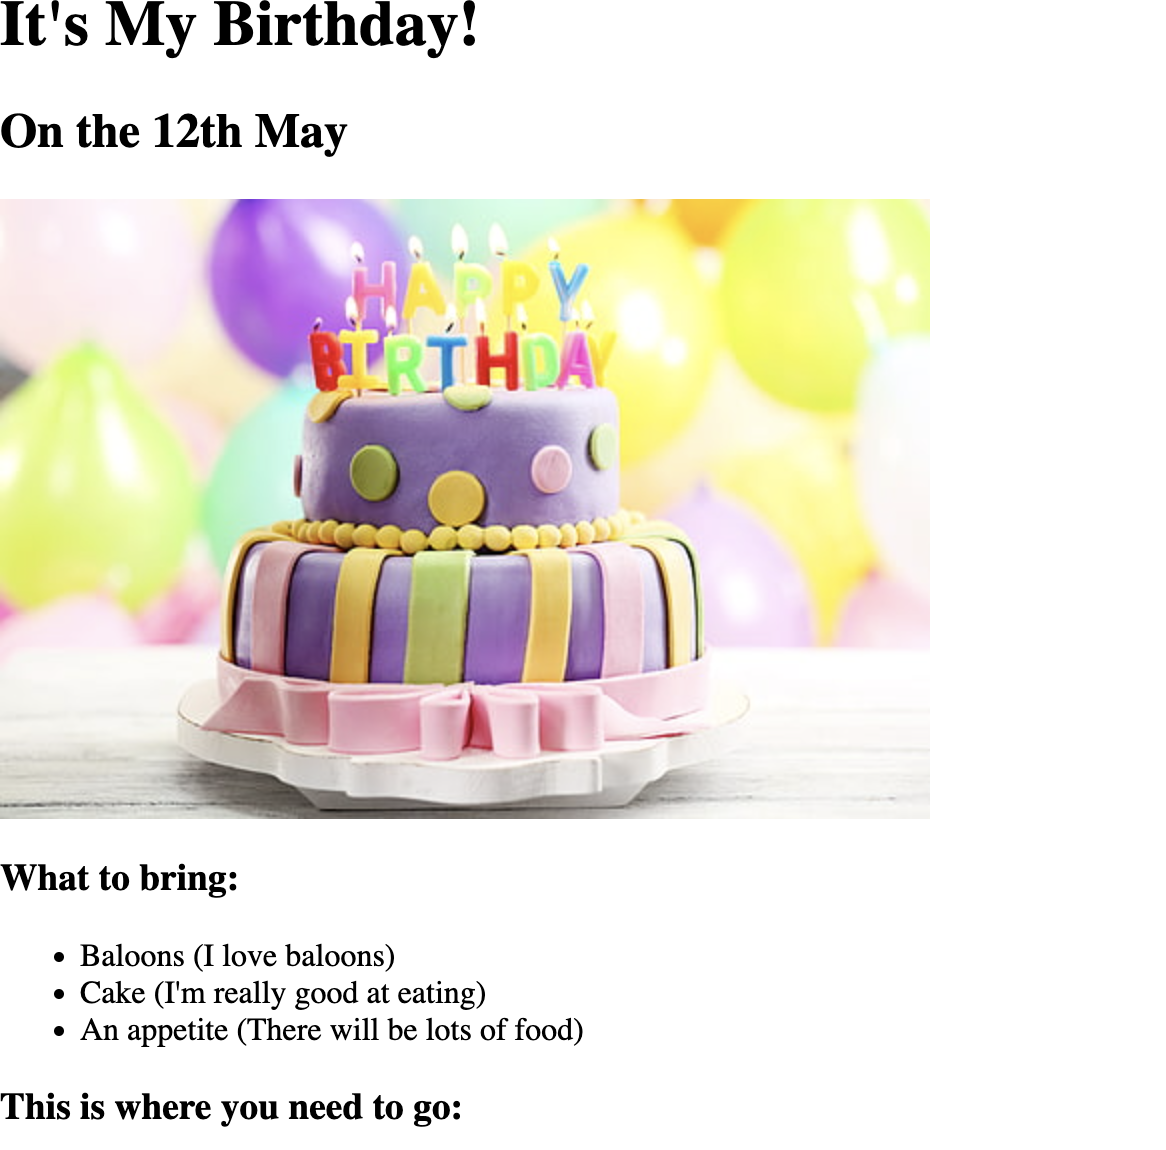 It's My Birthday!
On the 12th May
HAPPY
BIRTHDAY
What to bring:
Baloons (I love baloons)
Cake (I'm really good at eating)
An appetite (There will be lots of food)
This is where you need to go: